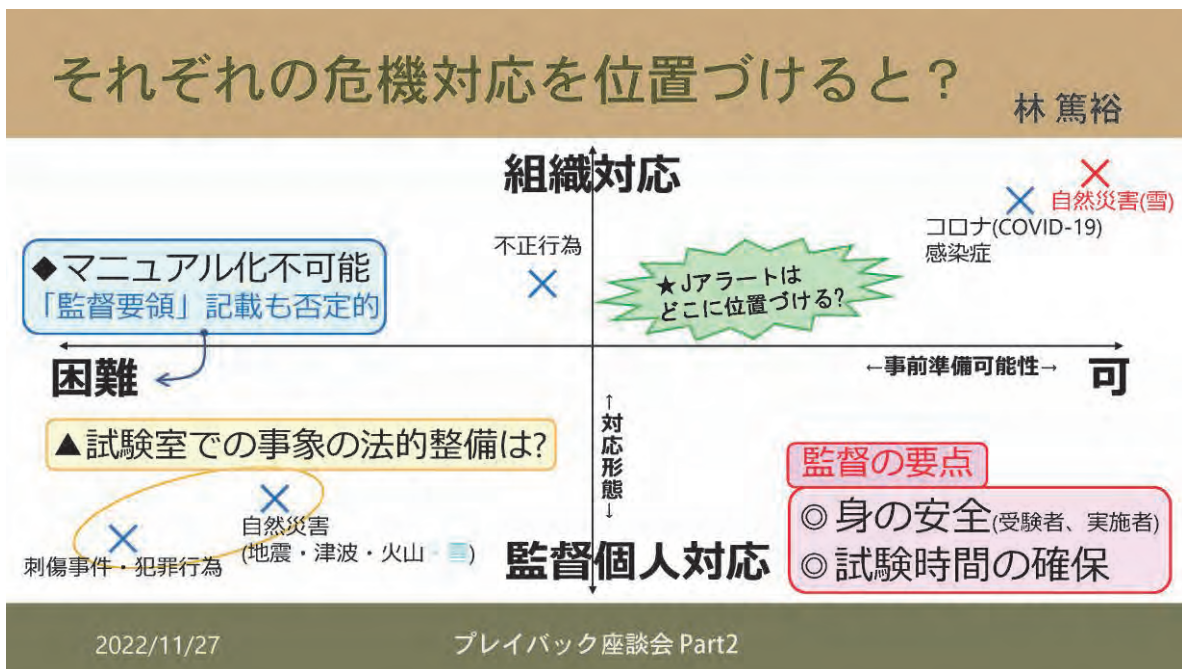 それぞれの危機対応を位置づけると？
林 篤裕
組織対応
自然災害(雪)
コロナ(COVID-19)
感染症
不正行為
★Jアラートは
どこに位置づける?
◆マニュアル化不可能
「監督要領」記載も否定的
困難
←事前準備可能性→
可
↑対応形態↓
▲試験室での事象の法的整備は?
自然災害
(地震・津波・火山・ )
刺傷事件・犯罪行為
監督個人対応
監督の要点
◎身の安全(受験者、実施者)
◎試験時間の確保
2022/11/27
プレイバック座談会 Part2